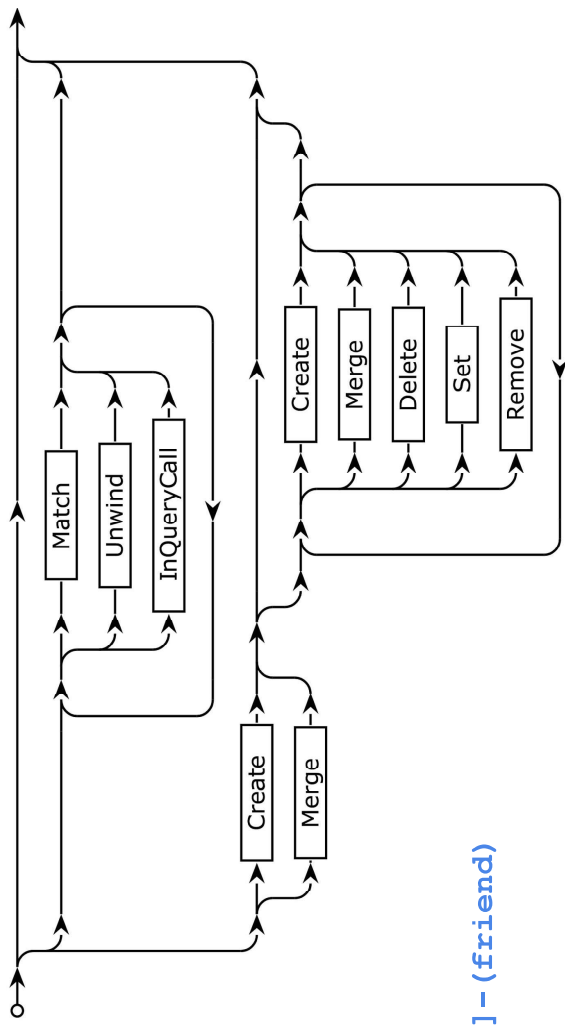 Match
Unwind
InQueryCall
Create
Merge
Create
Merge
Delete
Set
Remove
]-(friend)